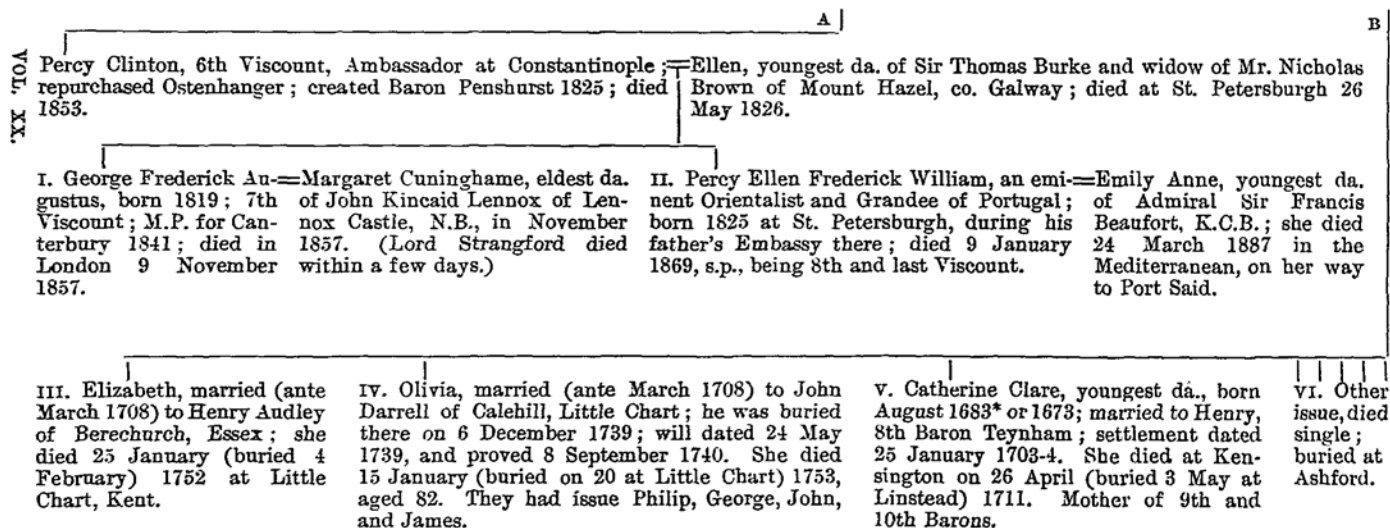 A
B
VOL. XX.
Percy Clinton, 6th Viscount, Ambassador at Constantinople ;
repurchased Ostenhanger ; created Baron Penshurst 1825 ; died
1853.
=Ellen, youngest da. of Sir Thomas Burke and widow of Mr. Nicholas
Brown of Mount Hazel, co. Galway ; died at St. Petersburgh 26
May 1826.
I. George Frederick Au-
gustus, born 1819 ; 7th
Viscount ; M.P. for Can-
terbury 1841 ; died in
London 9 November
1857.
=Margaret Cuninghame, eldest da.
of John Kincaid Lennox of Len-
nox Castle, N.B., in November
1857. (Lord Strangford died
within a few days.)
II. Percy Ellen Frederick William, an emi-
nent Orientalist and Grandee of Portugal ;
born 1825 at St. Petersburgh, during his
father's Embassy there ; died 9 January
1869, s.p., being 8th and last Viscount.
=Emily Anne, youngest da.
of Admiral Sir Francis
Beaufort, K.C.B. ; she died
24 March 1887 in the
Mediterranean, on her way
to Port Said.
III. Elizabeth, married (ante
March 1708) to Henry Audley
of Berechurch, Essex ; she
died 25 January (buried 4
February) 1752 at Little
Chart, Kent.
IV. Olivia, married (ante March 1708) to John
Darrell of Calehill, Little Chart ; he was buried
there on 6 December 1739 ; will dated 24 May
1739, and proved 8 September 1740. She died
15 January (buried on 20 at Little Chart) 1753,
aged 82. They had issue Philip, George, John,
and James.
V. Catherine Clare, youngest da., born
August 1683* or 1673; married to Henry,
8th Baron Teynham ; settlement dated
25 January 1703-4. She died at Ken-
sington on 26 April (buried 3 May at
Linstead) 1711. Mother of 9th and
10th Barons.
VI. Other
issue, died
single ;
buried at
Ashford.